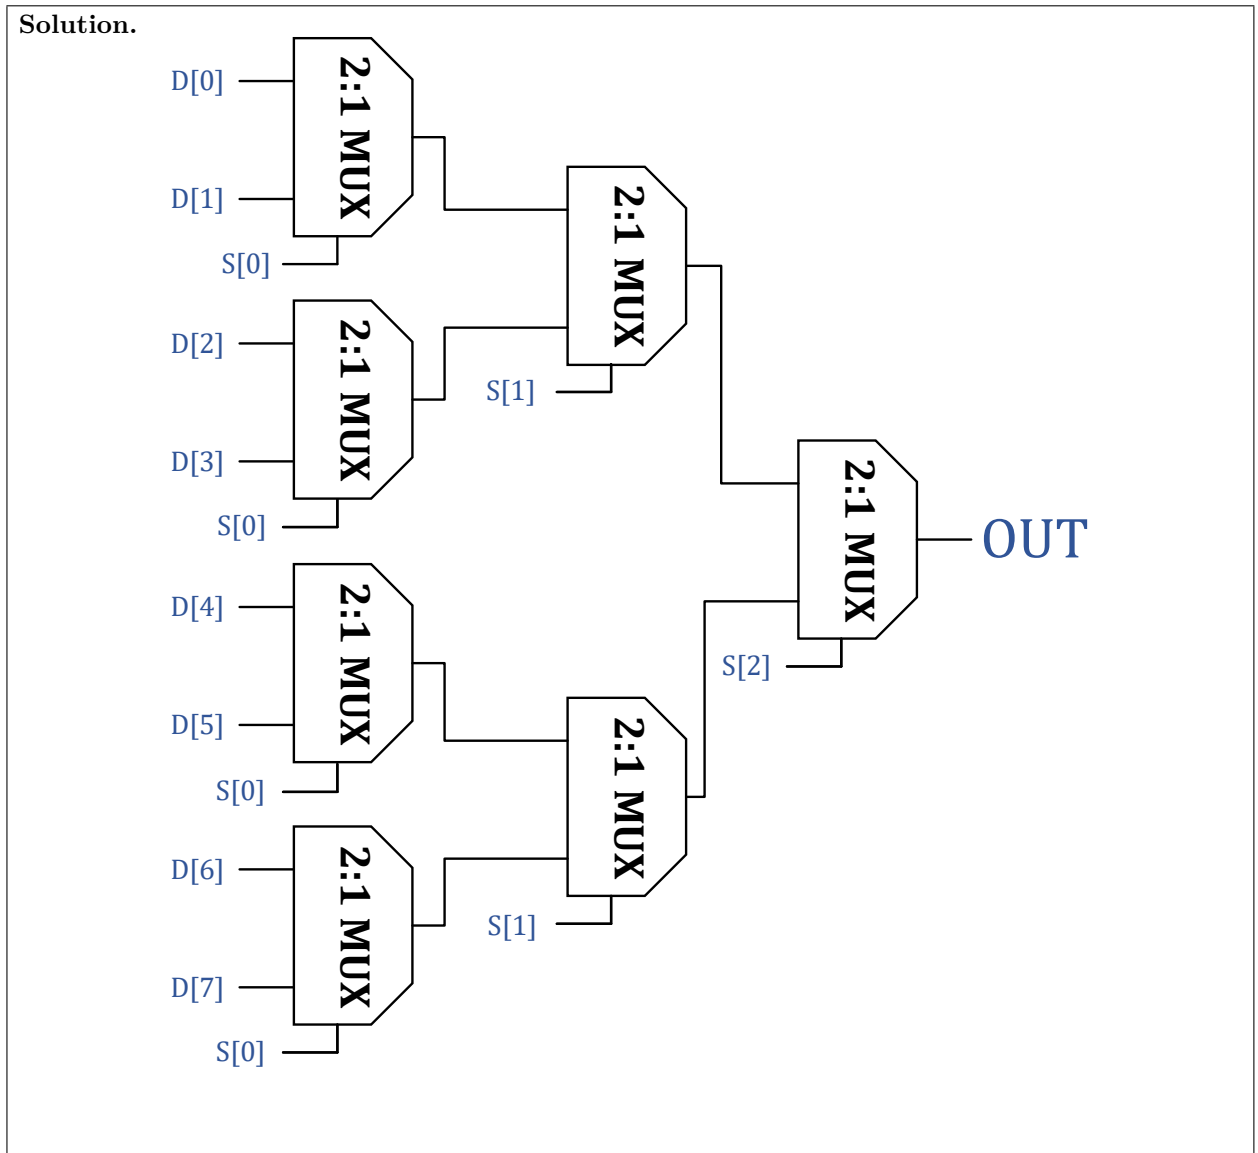 Solution.
D[0]
2:1 MUX
D[1]
S[0]
D[2]
2:1 MUX
D[3]
S[0]
2:1 MUX
S[1]
D[4]
2:1 MUX
D[5]
S[0]
D[6]
2:1 MUX
D[7]
S[0]
2:1 MUX
S[1]
2:1 MUX
S[2]
OUT